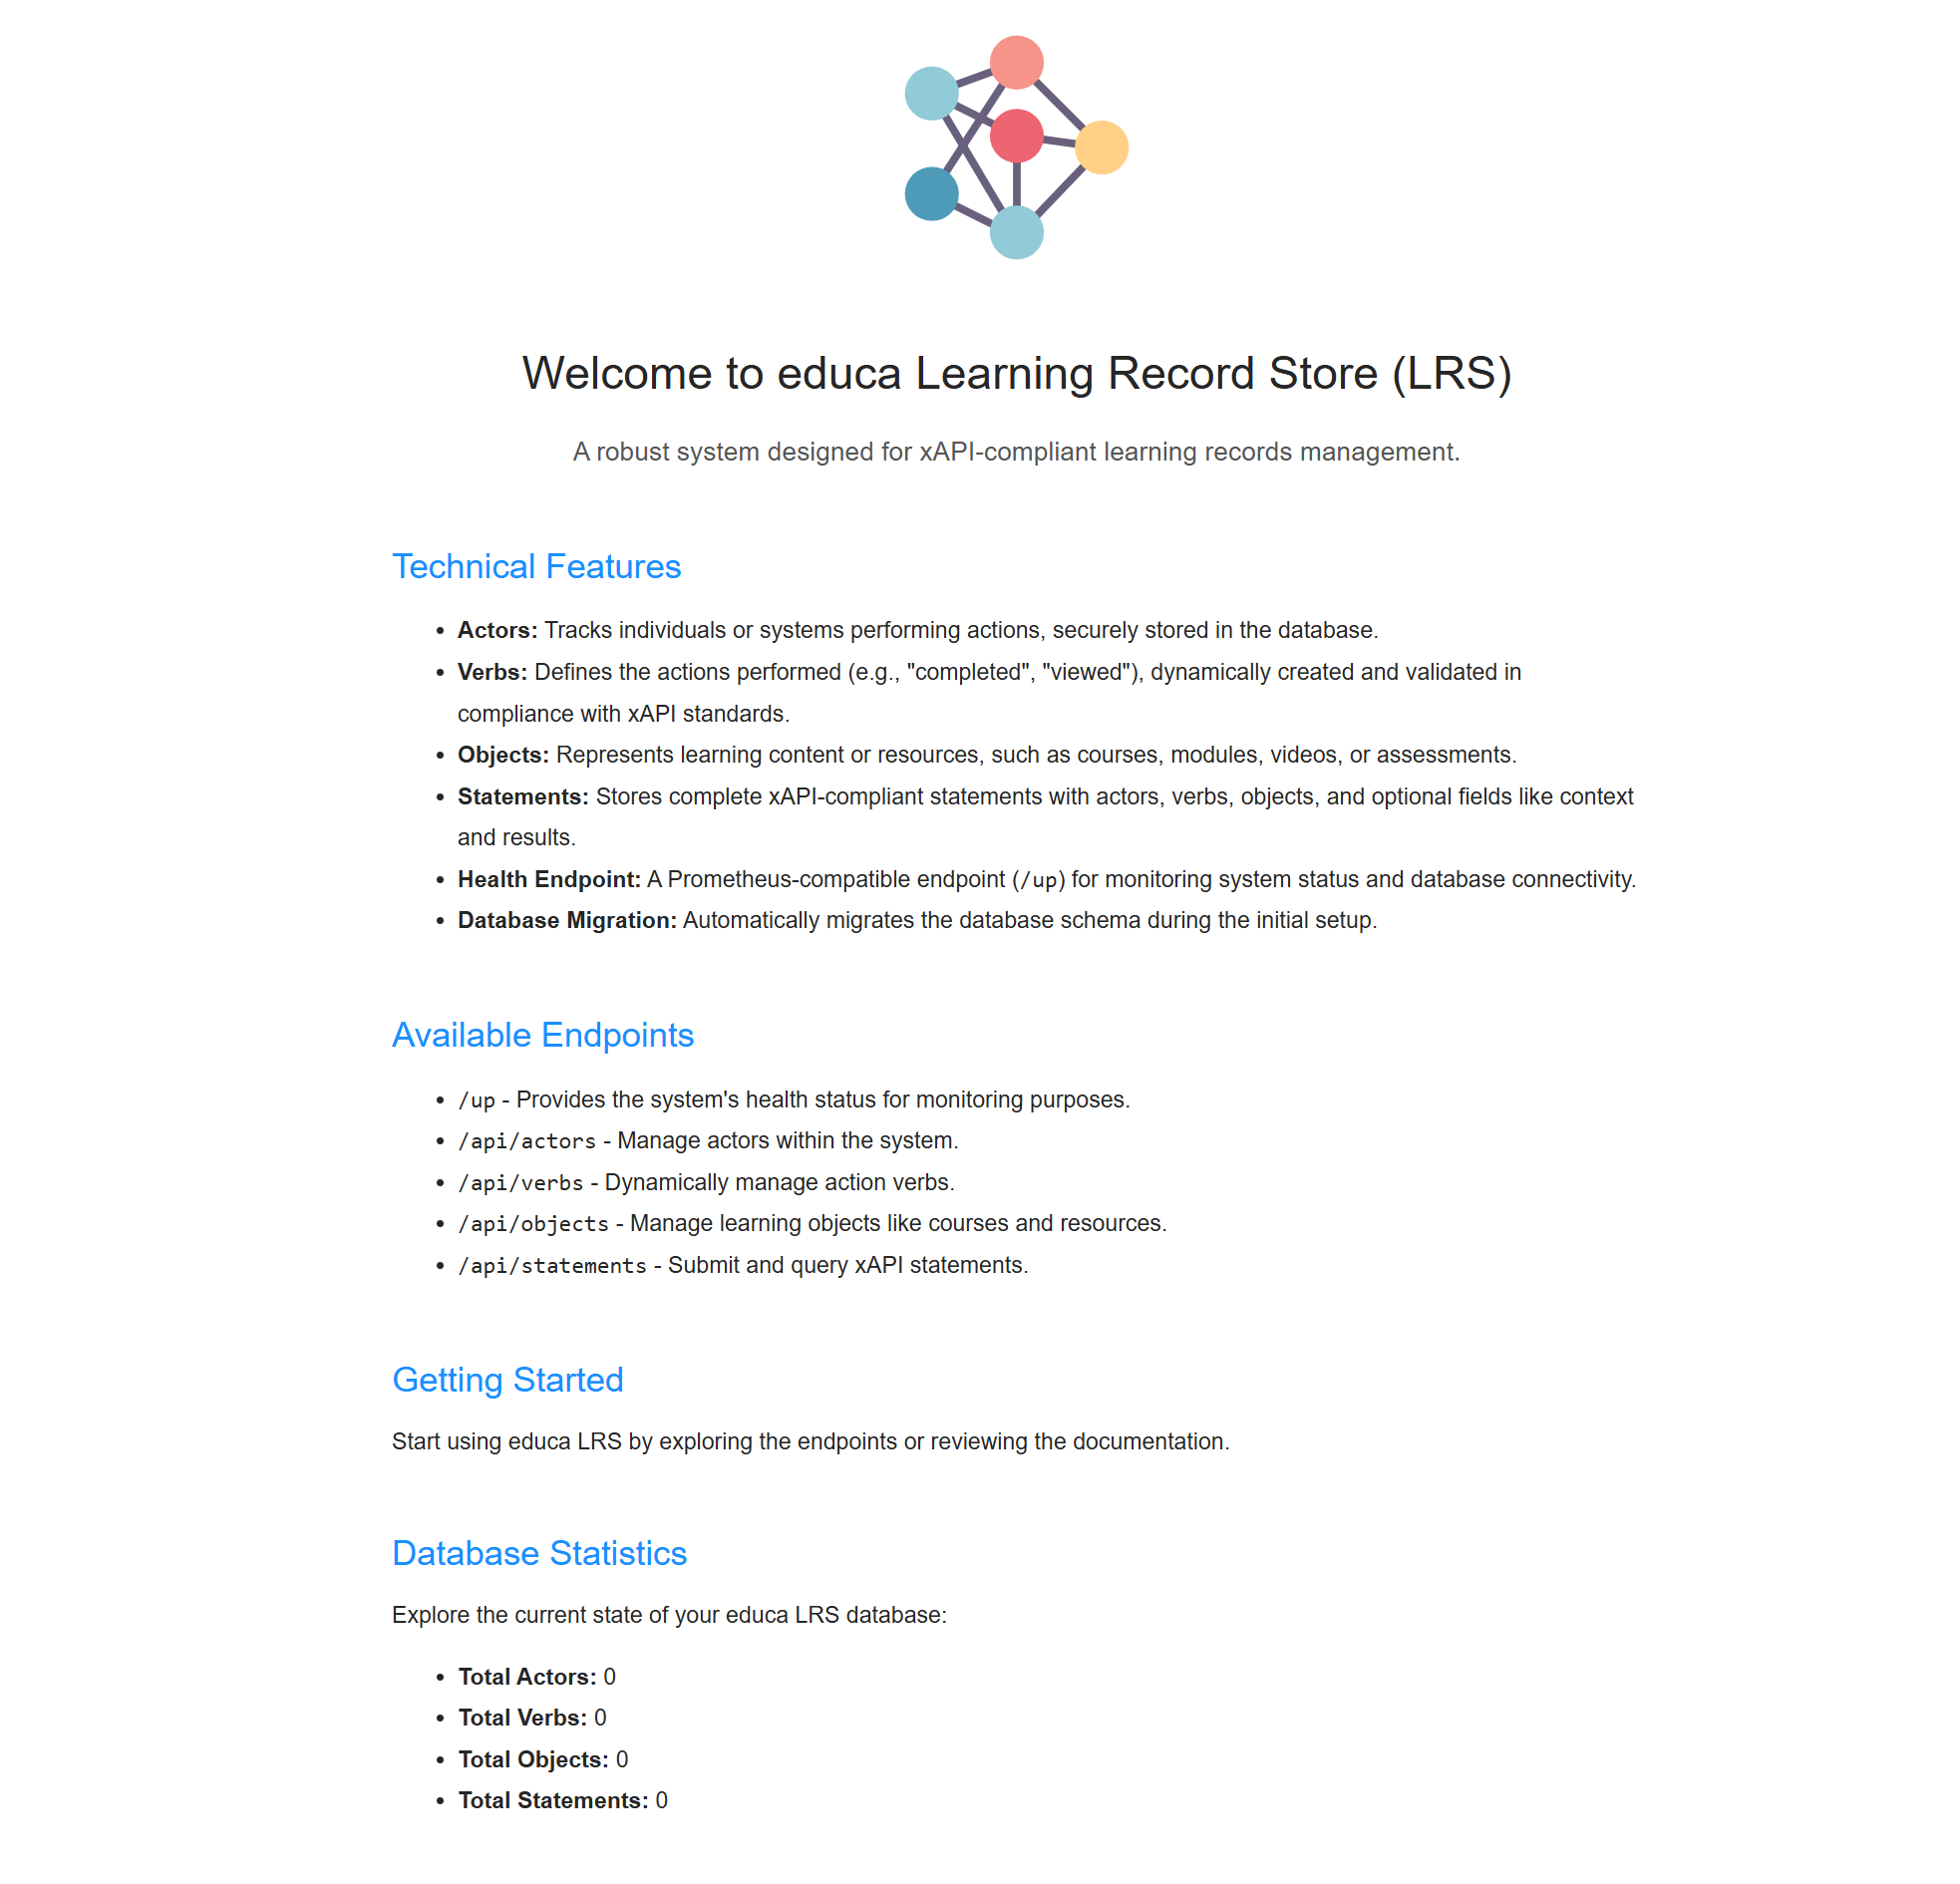 Welcome to educa Learning Record Store (LRS)
A robust system designed for xAPI-compliant learning records management.
Technical Features
• Actors: Tracks individuals or systems performing actions, securely stored in the database.
• Verbs: Defines the actions performed (e.g., "completed", "viewed"), dynamically created and validated in
compliance with xAPI standards.
• Objects: Represents learning content or resources, such as courses, modules, videos, or assessments.
• Statements: Stores complete xAPI-compliant statements with actors, verbs, objects, and optional fields like context
and results.
• Health Endpoint: A Prometheus-compatible endpoint (/up) for monitoring system status and database connectivity.
• Database Migration: Automatically migrates the database schema during the initial setup.
Available Endpoints
• /up - Provides the system's health status for monitoring purposes.
• /api/actors - Manage actors within the system.
• /api/verbs - Dynamically manage action verbs.
• /api/objects - Manage learning objects like courses and resources.
• /api/statements - Submit and query xAPI statements.
Getting Started
Start using educa LRS by exploring the endpoints or reviewing the documentation.
Database Statistics
Explore the current state of your educa LRS database:
• Total Actors: 0
• Total Verbs: 0
• Total Objects: 0
• Total Statements: 0